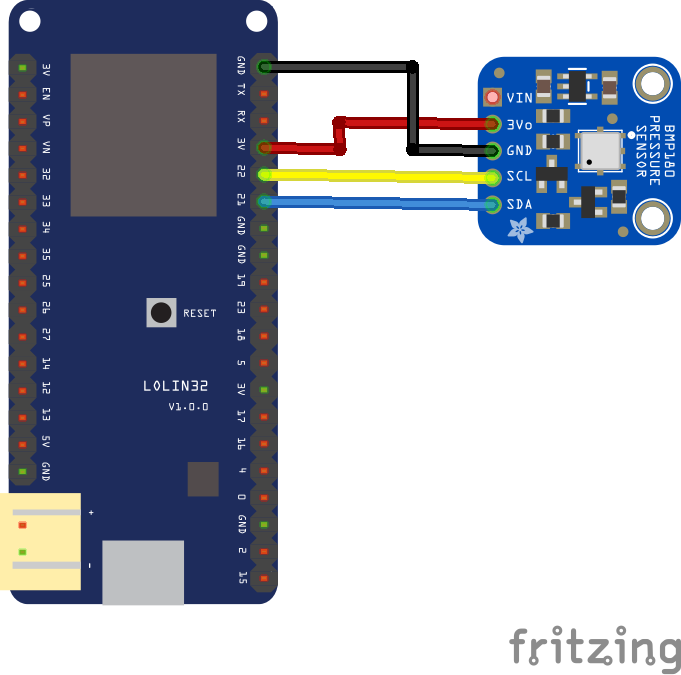 3V
EN
VP
VN
32
33
34
35
25
26
27
14
12
13
5V
GND
+
-
GND
TX
RX
3V
22
21
GND
GND
19
23
18
5
3V
17
16
4
0
GND
2
15
RESET
LOLIN32
V1.0.0
VIN
3Vo
GND
SCL
SDA
BMP180
PRESSURE
SENSOR
fritzing